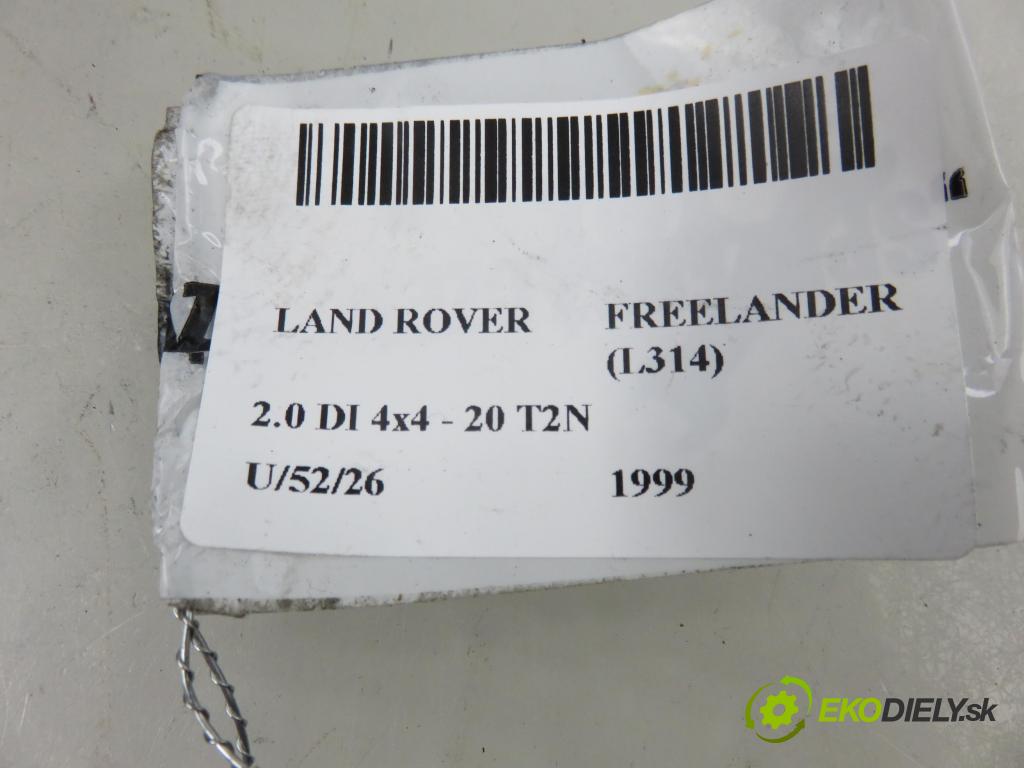 LAND ROVER FREELANDER
(L314)
2.0 DI 4x4 - 20 T2N
U/52/26 1999
EKODIELY.sk